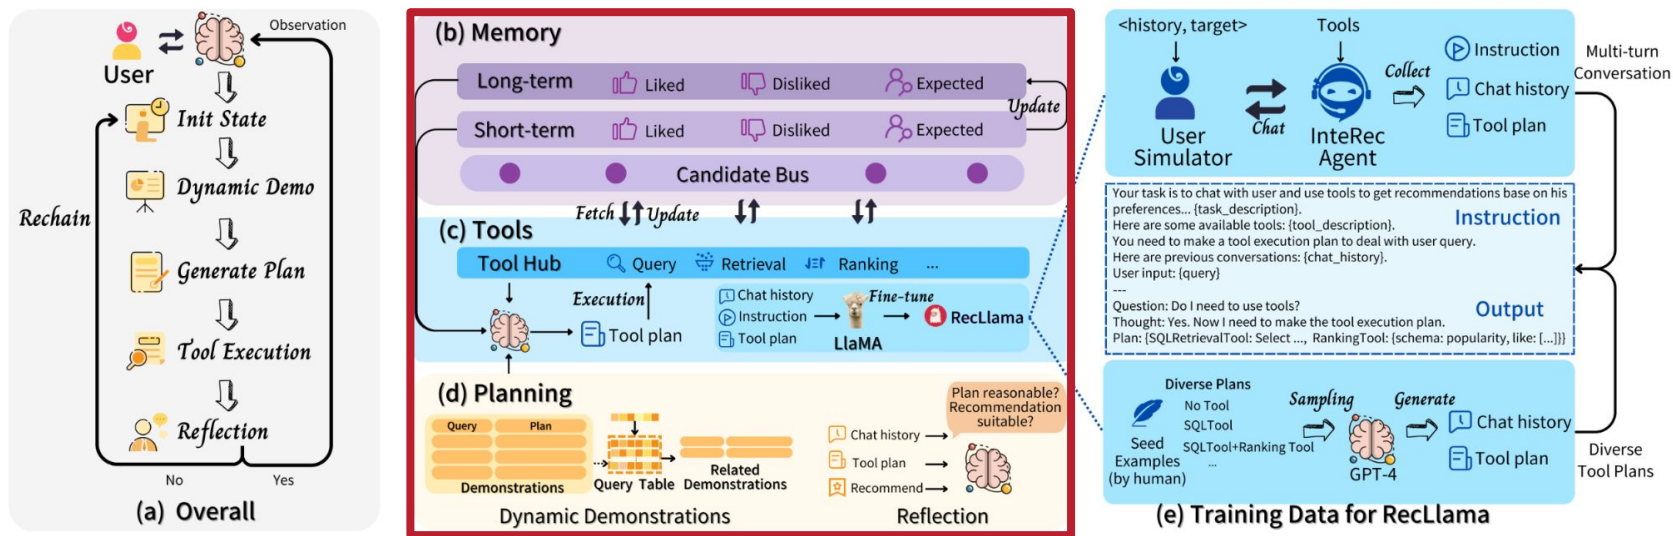 Observation
User
Init State
Dynamic Demo
Rechain
Generate Plan
Tool Execution
Reflection
No
Yes
(a) Overall
(b) Memory
Long-term
Liked
Disliked
Expected
Update
Short-term
Liked
Disliked
Expected
Candidate Bus
Fetch
Update
(c) Tools
Tool Hub
Query
Retrieval
Ranking
...
Execution
Tool plan
Chat history
Instruction
Tool plan
Fine-tune
LlaMA
RecLlama
(d) Planning
Query
Plan
Demonstrations
Query Table
Related
Demonstrations
Dynamic Demonstrations
Plan reasonable?
Recommendation
suitable?
Chat history
Tool plan
Recommend
Reflection
<history, target>
Tools
User
Simulator
Chat
InteRec
Agent
Collect
Instruction
Chat history
Tool plan
Multi-turn
Conversation
Your task is to chat with user and use tools to get recommendations base on his
preferences... {task_description}.
Here are some available tools: {tool_description}.
You need to make a tool execution plan to deal with user query.
Here are previous conversations: {chat_history}.
User input: {query}
---
Instruction
Question: Do I need to use tools?
Thought: Yes. Now I need to make the tool execution plan.
Plan: {SQLRetrievalTool: Select ..., RankingTool: {schema: popularity, like: [...]}}
Output
Seed
Examples
(by human)
Diverse Plans
No Tool
SQLTool
SQLTool+Ranking Tool
...
Sampling
GPT-4
Generate
Chat history
Tool plan
Diverse
Tool Plans
(e) Training Data for RecLlama